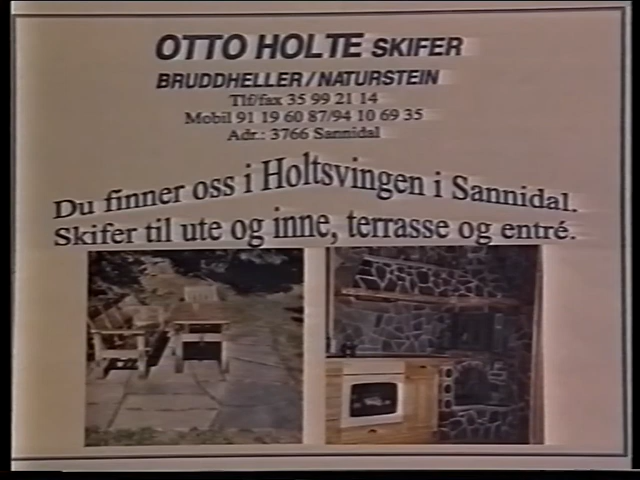 OTTO HOLTE SKIFER
BRUDDHELLER/NATURSTEIN
Tlf/fax 35 99 21 14
Mobil 91 19 60 87/94 10 69 35
Adr.: 3766 Sannidal
Du finner oss i Holtsvingen i Sannidal.
Skifer til ute og inne, terrasse og entré.